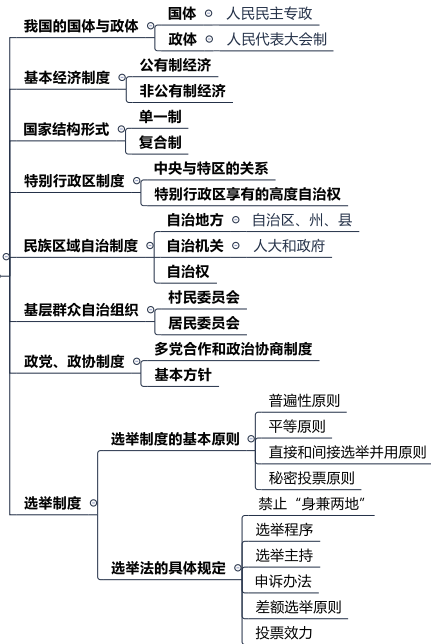 我国的国体与政体
国体
人民民主专政
政体
人民代表大会制
基本经济制度
公有制经济
非公有制经济
国家结构形式
单一制
复合制
特别行政区制度
中央与特区的关系
特别行政区享有的高度自治权
民族区域自治制度
自治地方
自治区、州、县
自治机关
人大和政府
自治权
基层群众自治组织
村民委员会
居民委员会
政党、政协制度
多党合作和政治协商制度
基本方针
选举制度
选举制度的基本原则
普遍性原则
平等原则
直接和间接选举并用原则
秘密投票原则
选举法的具体规定
禁止“身兼两地”
选举程序
选举主持
申诉办法
差额选举原则
投票效力